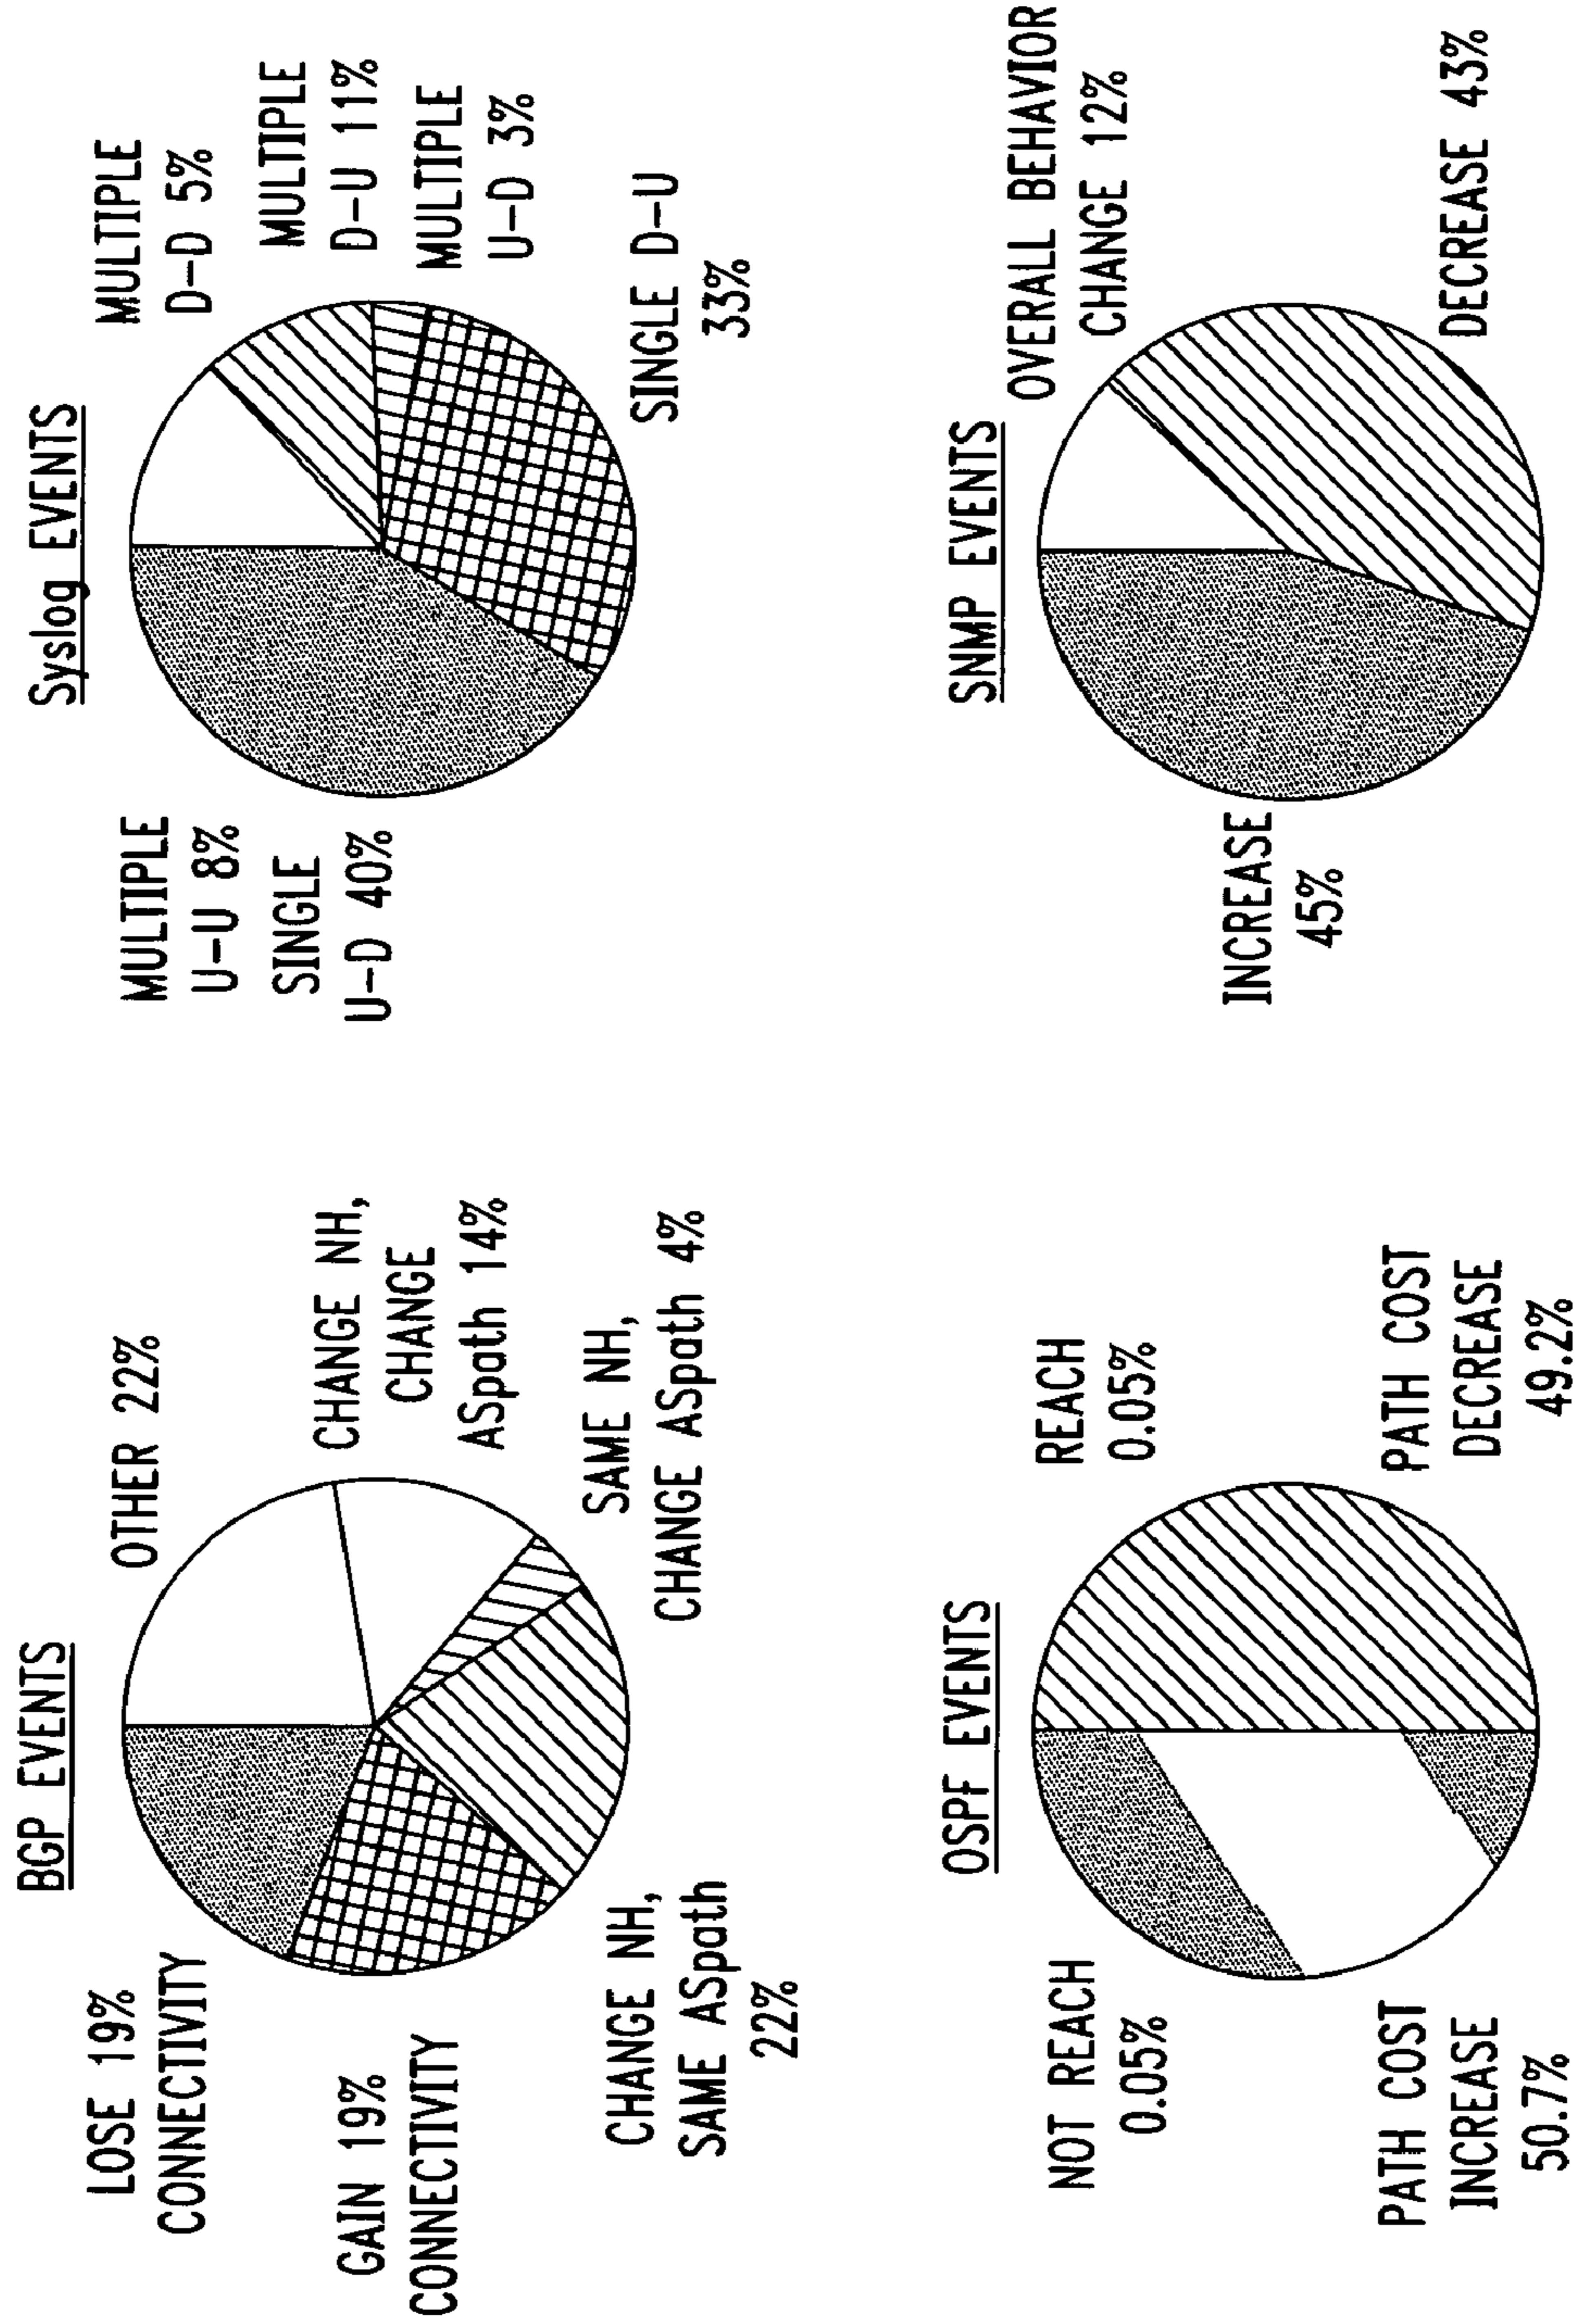 BGP EVENTS
LOSE 19%
CONNECTIVITY
OTHER 22%
GAIN 19%
CONNECTIVITY
CHANGE NH,
CHANGE
ASpath 14%
CHANGE NH,
SAME ASpath
22%
SAME NH,
CHANGE ASpath 4%
Syslog EVENTS
MULTIPLE
U-U 8%
SINGLE
U-D 40%
MULTIPLE
D-D 5%
MULTIPLE
D-U 11%
MULTIPLE
U-D 3%
SINGLE D-U
33%
OSPF EVENTS
NOT REACH
0.05%
REACH
0.05%
PATH COST
INCREASE
50.7%
PATH COST
DECREASE
49.2%
SNMP EVENTS
OVERALL BEHAVIOR
CHANGE 12%
INCREASE
45%
DECREASE 43%